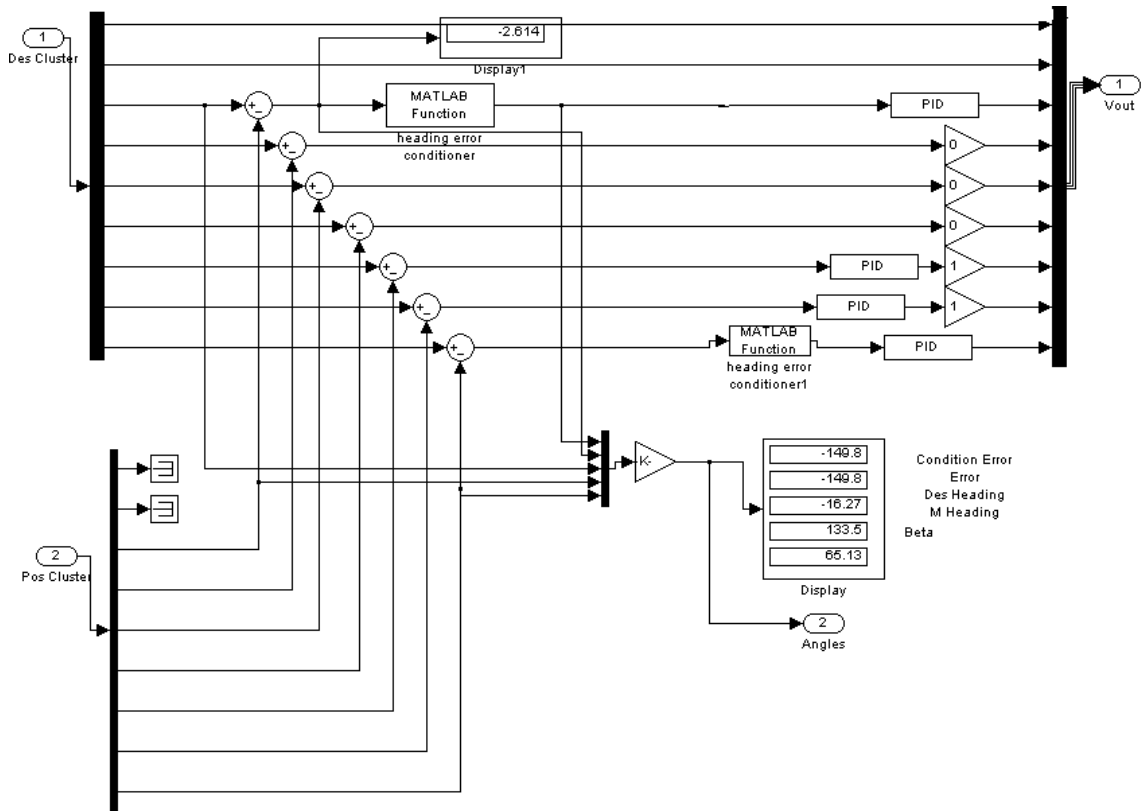 1
Des Cluster
-2.614
Display1
MATLAB
Function
heading error
conditioner
PID
1
Vout
+
-
+
-
+
-
+
-
+
-
+
-
+
-
0
0
0
PID
1
PID
1
MATLAB
Function
heading error
conditioner1
PID
2
Pos Cluster
K-
-149.8
-149.8
-16.27
133.5
65.13
Display
Condition Error
Error
Des Heading
M Heading
Beta
2
Angles